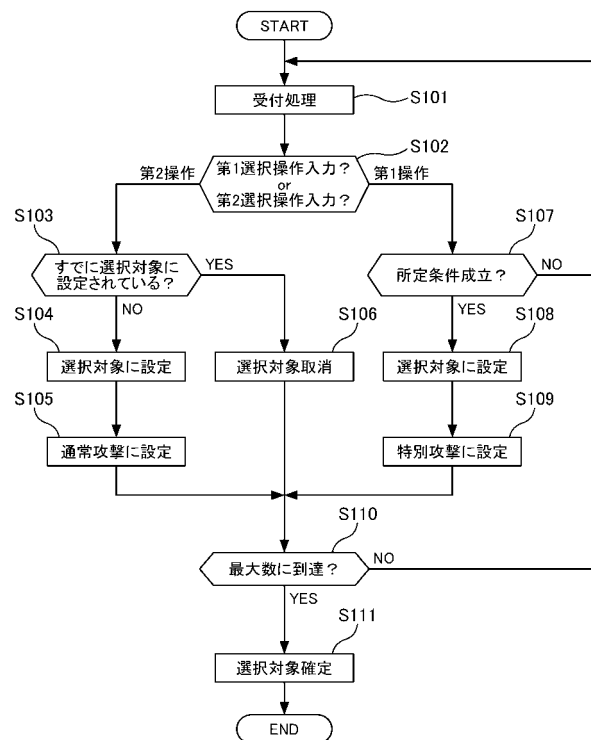 START
受付処理
S101
S102
第2操作
第1選択操作入力？
or
第2選択操作入力？
第1操作
S103
すでに選択対象に
設定されている？
YES
NO
S107
所定条件成立？
NO
YES
S104
選択対象に設定
S106
選択対象取消
S108
選択対象に設定
S105
通常攻撃に設定
S109
特別攻撃に設定
S110
最大数に到達？
NO
YES
S111
選択対象確定
END